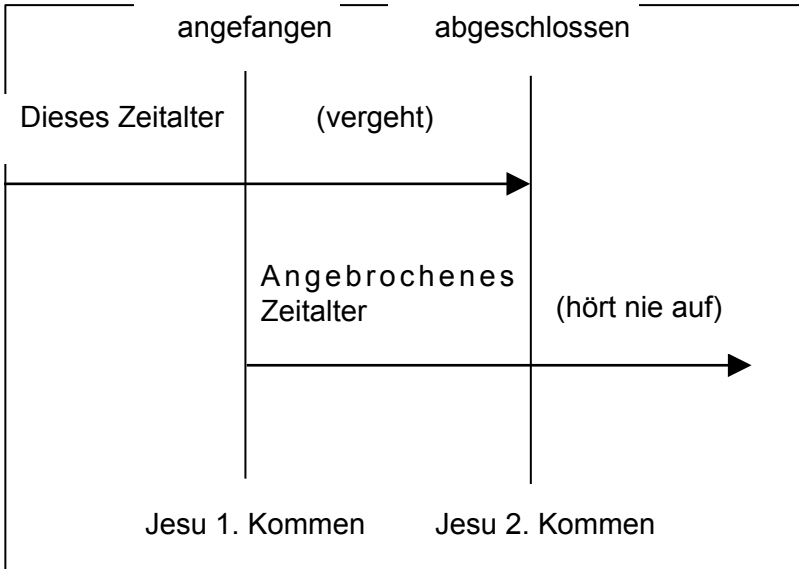 angefangen abgeschlossen
Dieses Zeitalter (vergeht)
Angebrochenes
Zeitalter (hört nie auf)
Jesu 1. Kommen Jesu 2. Kommen